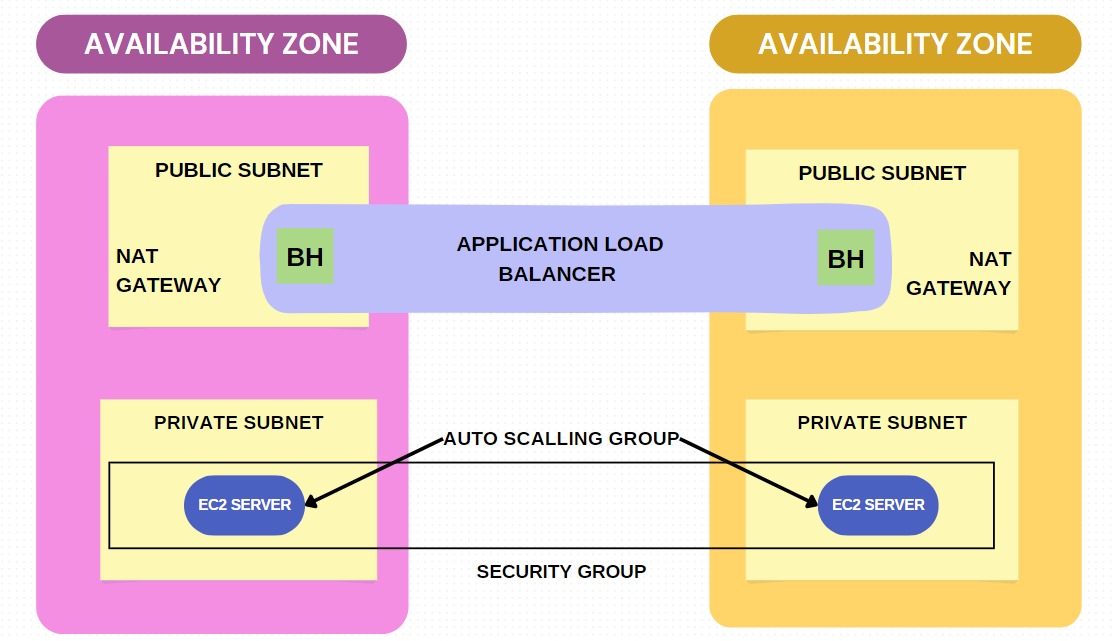 AVAILABILITY ZONE
AVAILABILITY ZONE
PUBLIC SUBNET
NAT
GATEWAY
BH
APPLICATION LOAD
BALANCER
PUBLIC SUBNET
BH
NAT
GATEWAY
PRIVATE SUBNET
EC2 SERVER
AUTO SCALLING GROUP
PRIVATE SUBNET
EC2 SERVER
SECURITY GROUP